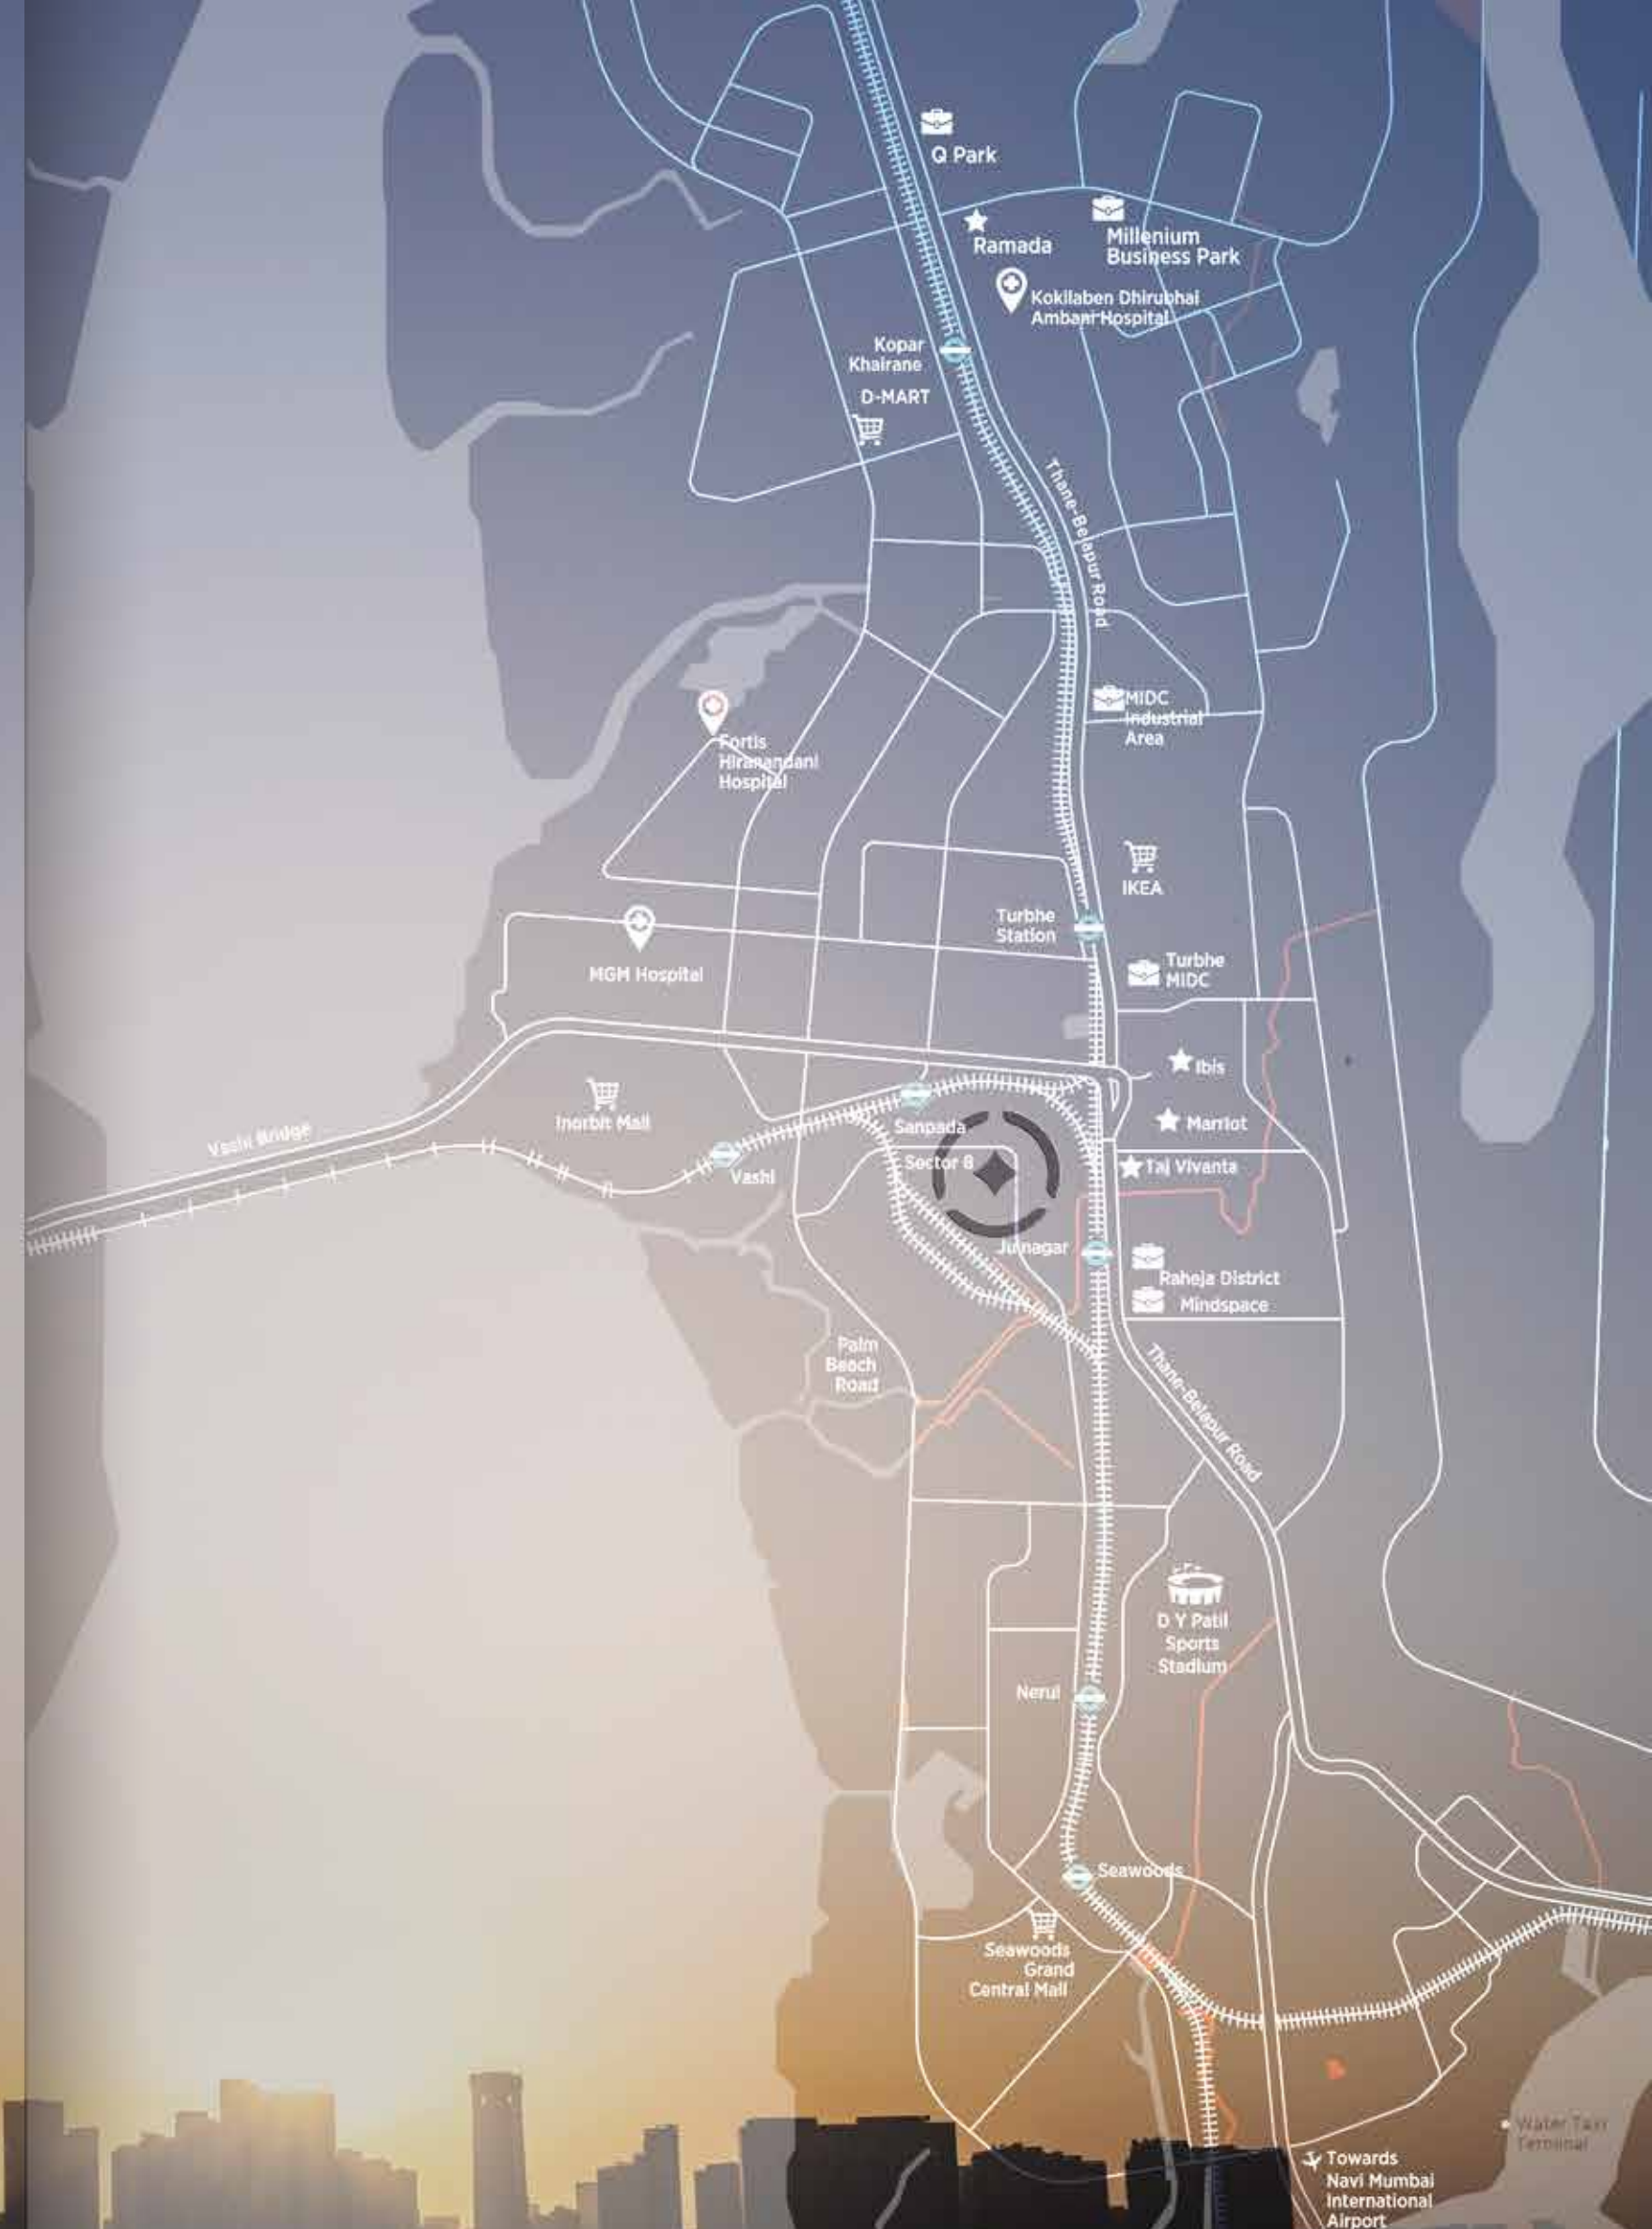 Q Park
Ramada
Millenium
Business Park
Kokilaben Dhirubhai
Ambani Hospital
Kopar
Khairane
D-MART
Thane-Belapur Road
MIDC
Industrial
Area
Fortis
Hiranandani
Hospital
IKEA
Turbhe
Station
Turbhe
MIDC
MGM Hospital
Ibis
Inorbit Mall
Marriot
Sanpada
Vashi Bridge
Sector 8
Taj Vivanta
Vashi
Juinagar
Raheja District
Mindspace
Palm
Beach
Road
Thane-Belapur Road
D Y Patil
Sports
Stadium
Nerul
Seawoods
Seawoods
Grand
Central Mall
Water Taxi
Terminal
Towards
Navi Mumbai
International
Airport